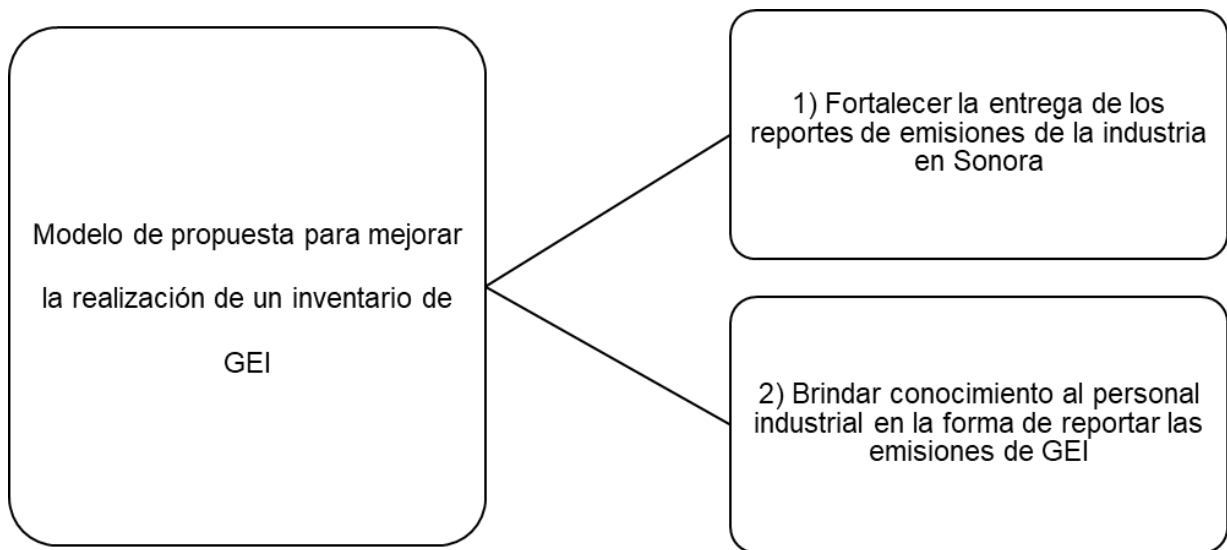 Modelo de propuesta para mejorar
la realización de un inventario de
GEI
1) Fortalecer la entrega de los
reportes de emisiones de la industria
en Sonora
2) Brindar conocimiento al personal
industrial en la forma de reportar las
emisiones de GEI